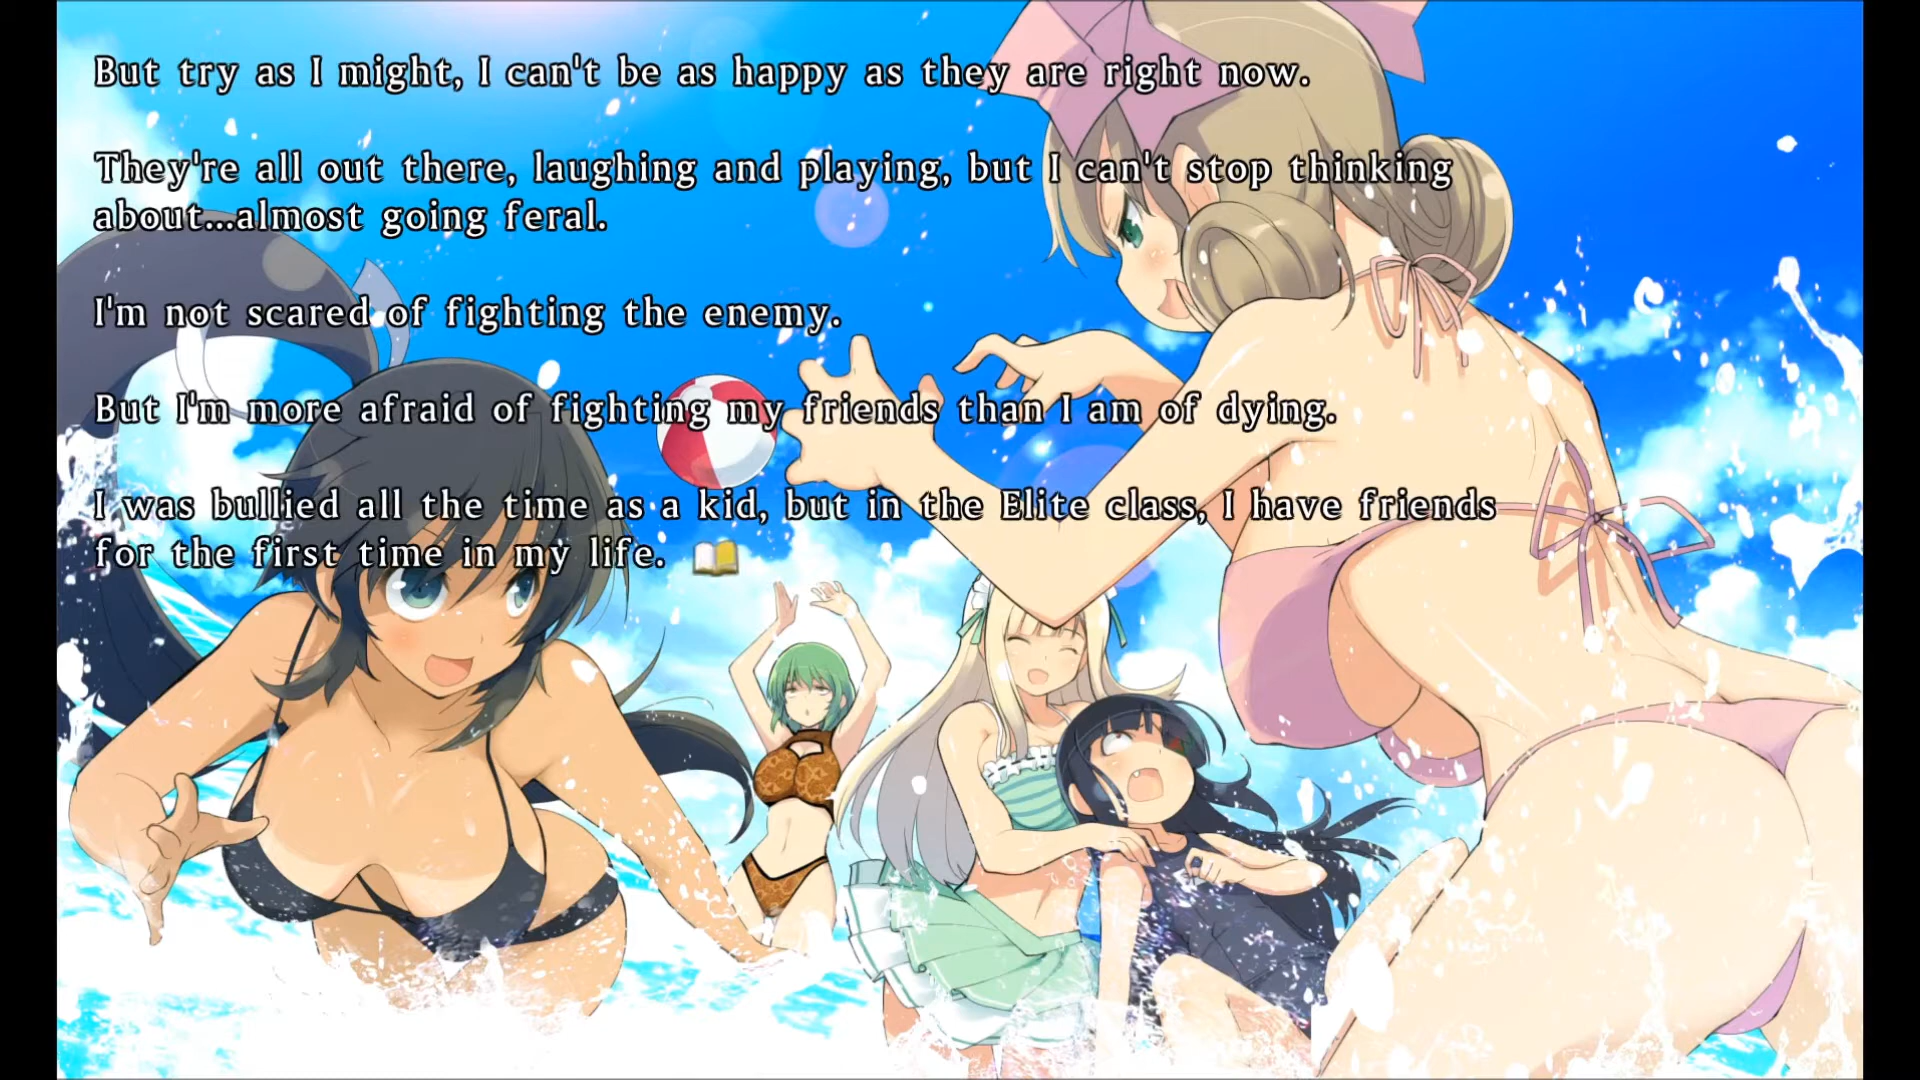 But try as I might, I can't be as happy as they are right now.
They're all out there, laughing and playing, but I can't stop thinking
about...almost going feral.
I'm not scared of fighting the enemy.
But I'm more afraid of fighting my friends than I am of dying.
I was bullied all the time as a kid, but in the Elite class, I have friends
for the first time in my life.